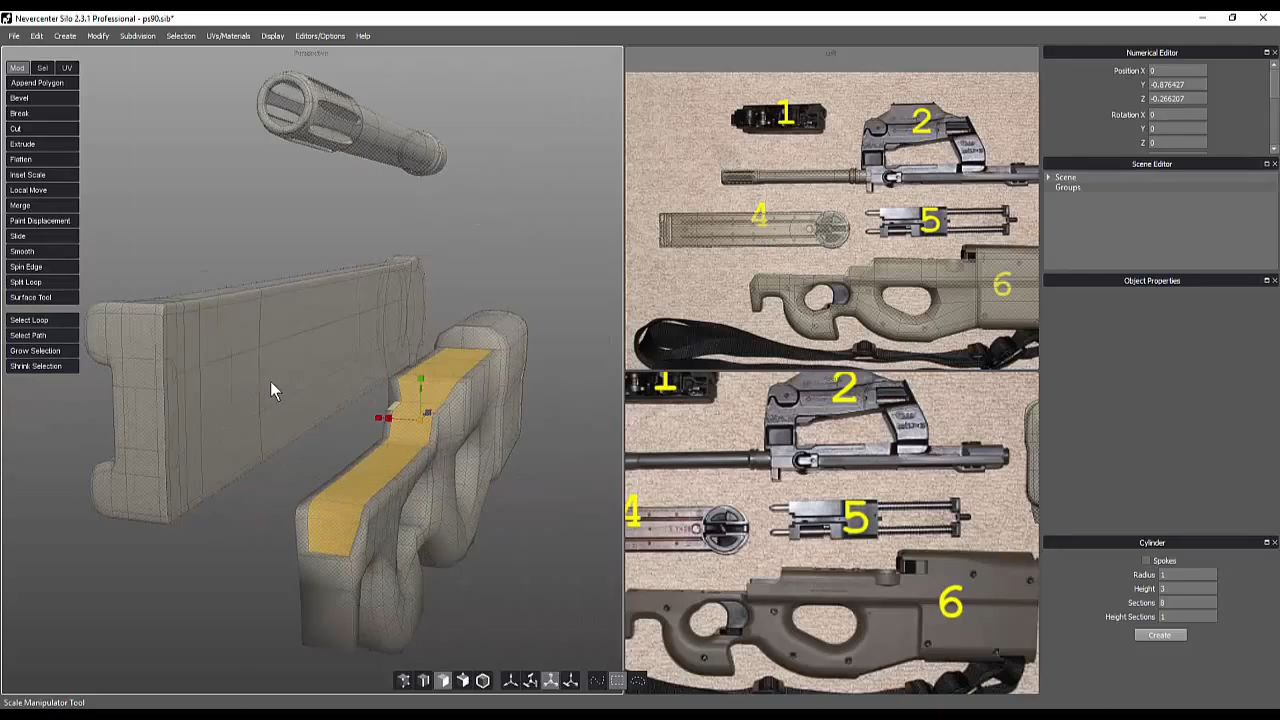 Nevercenter Silo 2.3.1 Professional - ps90.sib*
File Edit Create Modify Subdivision Selection UVs/Materials Display Editors/Options Help
Perspective
Left
Mod Sel UV
Append Polygon
Bevel
Break
Cut
Extrude
Flatten
Inset Scale
Local Move
Merge
Paint Displacement
Slide
Smooth
Spin Edge
Split Loop
Surface Tool
Select Loop
Select Path
Grow Selection
Shrink Selection
1
2
4
5
6
1
2
4
5
6
Numerical Editor
Position X 0
Y -0.876427
Z -0.266207
Rotation X 0
Y 0
Z 0
Scene Editor
Scene
Groups
Object Properties
Cylinder
Spokes
Radius 1
Height 3
Sections 8
Height Sections 1
Create
Scale Manipulator Tool